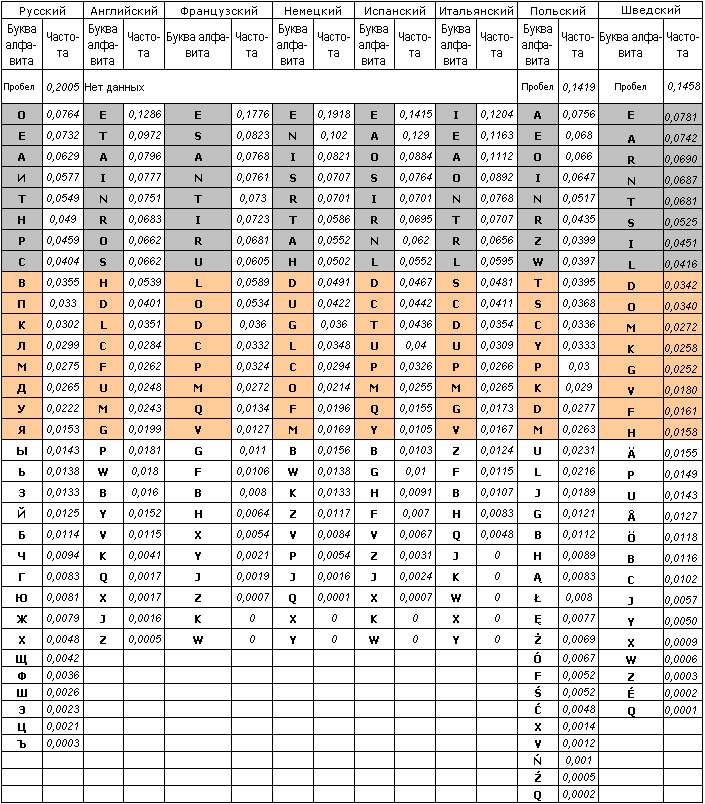 Русский Английский Французский Немецкий Испанский Итальянский Польский Шведский
Буква алфа-вита Часто-та Буква алфа-вита Часто-та Буква алфа-вита Часто-та Буква алфа-вита Часто-та Буква алфа-вита Часто-та Буква алфа-вита Часто-та Буква алфа-вита Часто-та Буква алфа-вита Часто-та
Пробел 0,2005 Нет данных Пробел 0,1419 Пробел 0,1458
О 0,0764 E 0,1286 E 0,1776 E 0,1918 E 0,1415 I 0,1204 A 0,0756 E 0,0781
Е 0,0732 T 0,0972 S 0,0823 N 0,102 A 0,129 E 0,1163 E 0,068 A 0,0742
А 0,0629 A 0,0796 A 0,0768 I 0,0821 O 0,0884 A 0,1112 O 0,066 R 0,0690
И 0,0577 I 0,0777 N 0,0761 S 0,0707 S 0,0764 O 0,0892 I 0,0647 N 0,0687
Т 0,0549 N 0,0751 T 0,073 R 0,0701 I 0,0701 N 0,0768 N 0,0517 T 0,0681
Н 0,049 R 0,0683 I 0,0723 T 0,0586 R 0,0695 T 0,0707 R 0,0435 S 0,0525
Р 0,0459 O 0,0662 R 0,0681 A 0,0552 N 0,062 R 0,0656 Z 0,0399 I 0,0451
С 0,0404 S 0,0662 U 0,0605 H 0,0502 L 0,0552 L 0,0595 W 0,0397 L 0,0416
В 0,0355 H 0,0539 L 0,0589 D 0,0491 D 0,0467 S 0,0481 T 0,0395 D 0,0342
П 0,033 D 0,0401 O 0,0534 U 0,0422 C 0,0442 C 0,0411 S 0,0368 O 0,0340
К 0,0302 L 0,0351 D 0,036 G 0,036 T 0,0436 D 0,0354 C 0,0336 M 0,0272
Л 0,0299 C 0,0284 C 0,0332 L 0,0348 U 0,04 U 0,0309 Y 0,0333 K 0,0258
М 0,0275 F 0,0262 P 0,0324 C 0,0294 P 0,0326 P 0,0266 P 0,03 G 0,0252
Д 0,0265 U 0,0248 M 0,0272 O 0,0214 M 0,0255 M 0,0265 K 0,029 V 0,0180
У 0,0222 M 0,0243 Q 0,0134 F 0,0196 Q 0,0155 G 0,0173 D 0,0277 F 0,0161
Я 0,0153 G 0,0199 V 0,0127 M 0,0169 Y 0,0105 V 0,0167 M 0,0263 H 0,0158
Ы 0,0143 P 0,0181 G 0,011 B 0,0156 B 0,0103 Z 0,0124 U 0,0231 Ä 0,0155
Ь 0,0138 W 0,018 F 0,0106 W 0,0138 G 0,01 F 0,0115 L 0,0216 P 0,0149
З 0,0133 B 0,016 B 0,008 K 0,0133 H 0,0091 B 0,0107 J 0,0189 U 0,0143
Й 0,0125 Y 0,0152 H 0,0064 Z 0,0117 F 0,007 H 0,0083 G 0,0121 Å 0,0127
Б 0,0114 V 0,0115 X 0,0054 V 0,0084 V 0,0067 Q 0,0048 B 0,0112 Ö 0,0118
Ч 0,0094 K 0,0041 Y 0,0021 P 0,0054 Z 0,0031 J 0 H 0,0089 B 0,0116
Г 0,0083 Q 0,0017 J 0,0019 J 0,0016 J 0,0024 K 0 Ą 0,0083 C 0,0102
Ю 0,0081 X 0,0017 Z 0,0007 Q 0,0001 X 0,0007 W 0 Ł 0,008 J 0,0057
Ж 0,0079 J 0,0016 K 0 X 0 K 0 X 0 Ę 0,0077 Y 0,0050
Х 0,0048 Z 0,0005 W 0 Y 0 W 0 Y 0 Ż 0,0069 X 0,0009
Щ 0,0042 Ó 0,0067 W 0,0006
Ф 0,0036 F 0,0052 Z 0,0003
Ш 0,0026 Ś 0,0052 É 0,0002
Э 0,0023 Ć 0,0048 Q 0,0001
Ц 0,0021 X 0,0014
Ъ 0,0003 V 0,0012
Ń 0,001
Ź 0,0005
Q 0,0002